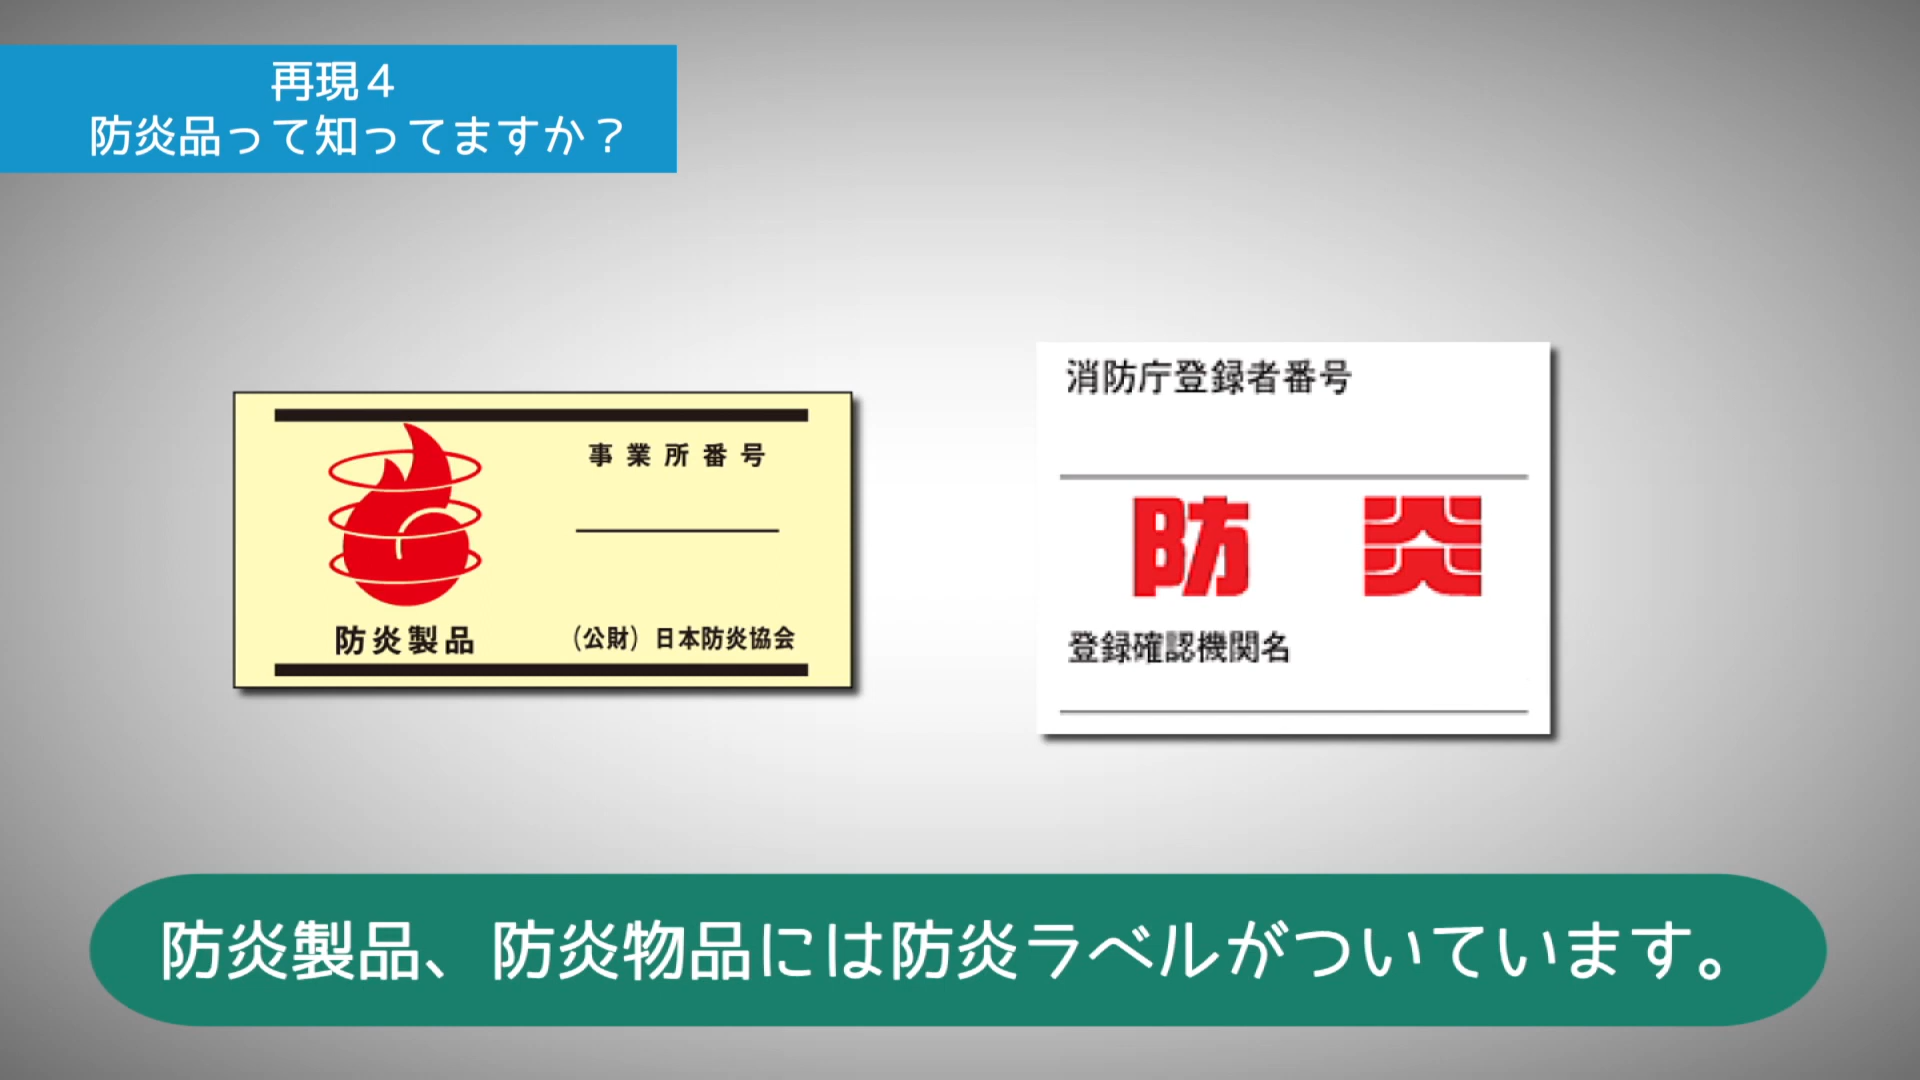 再現４
防炎品って知ってますか？
事業所番号
防炎製品
（公財）日本防炎協会
消防庁登録者番号
防炎
登録確認機関名
防炎製品、防炎物品には防炎ラベルがついています。